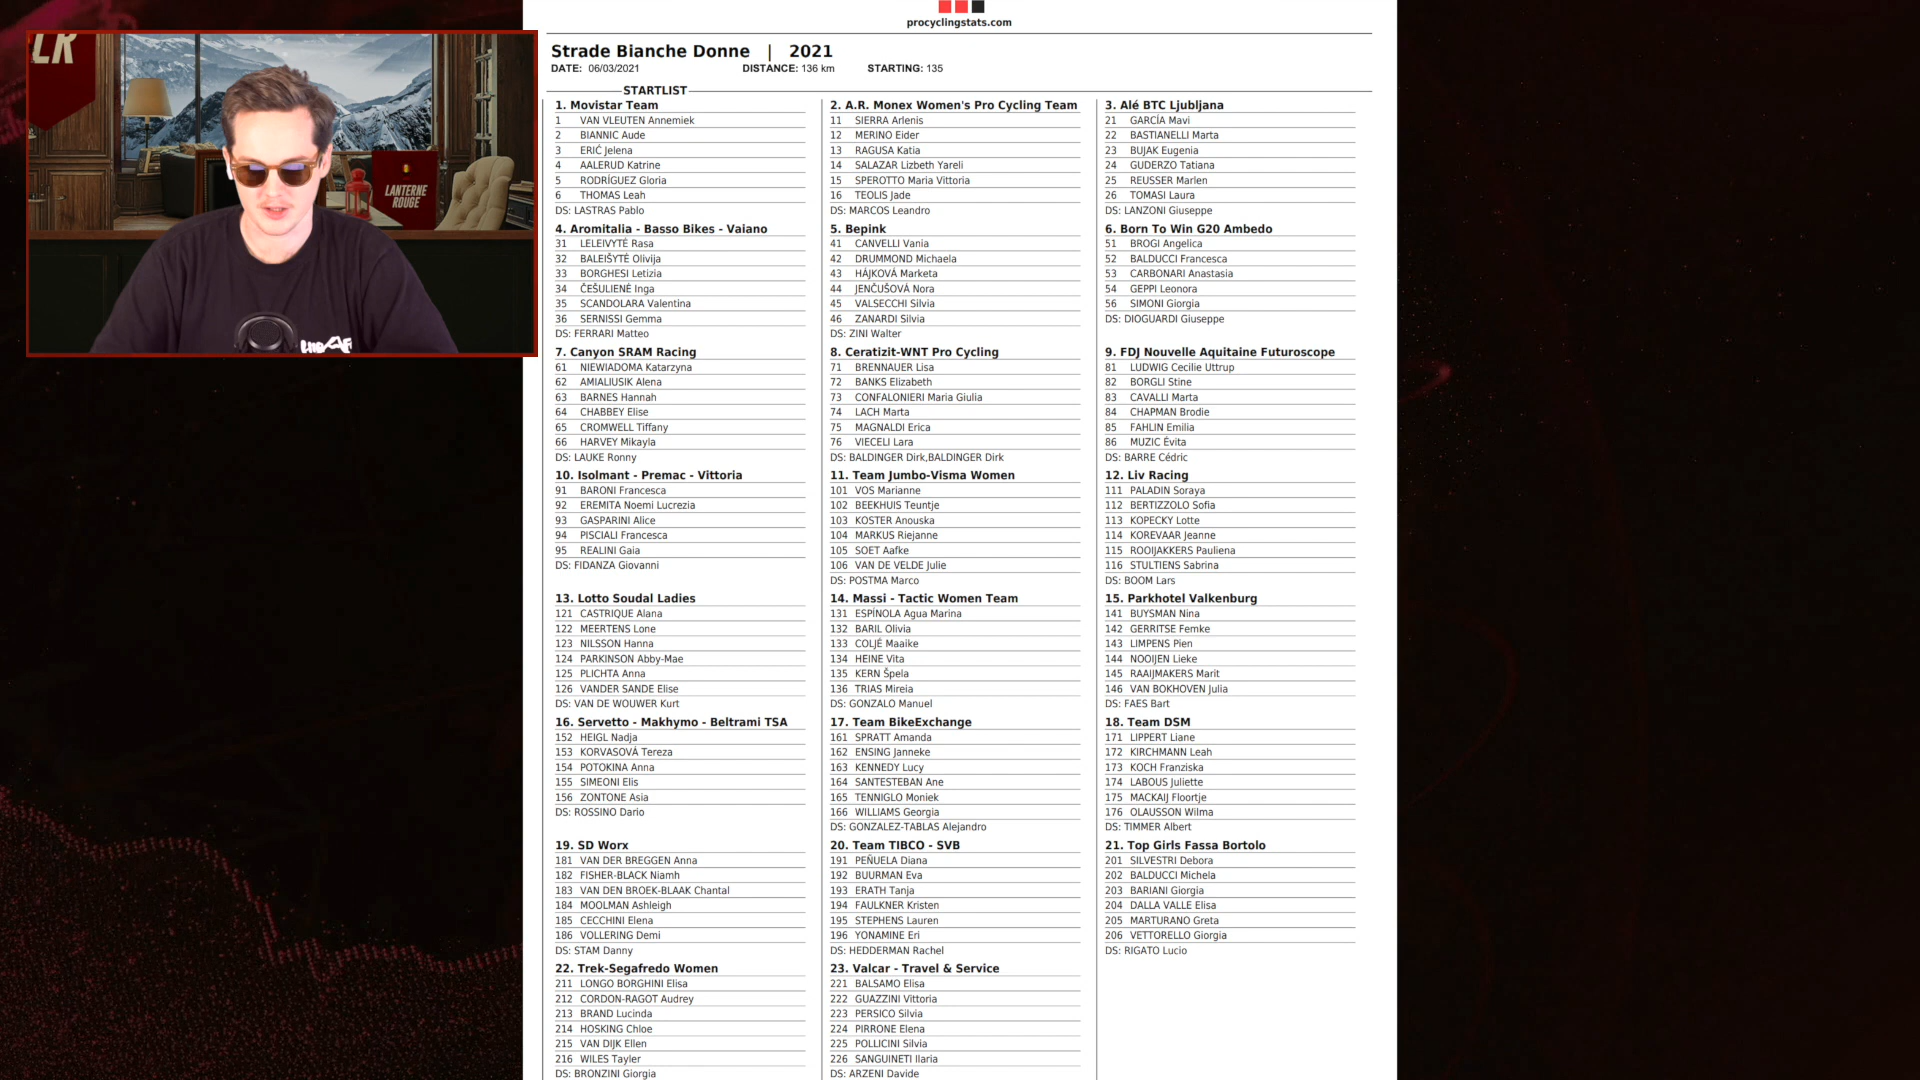 procyclingstats.com
Strade Bianche Donne | 2021
DATE: 06/03/2021 DISTANCE: 136 km STARTING: 135
STARTLIST
LR
LANTERNE
ROUGE
1. Movistar Team
1 VAN VLEUTEN Annemiek
2 BIANNIC Aude
3 ERIĆ Jelena
4 AALERUD Katrine
5 RODRÍGUEZ Gloria
6 THOMAS Leah
DS: LASTRAS Pablo
2. A.R. Monex Women's Pro Cycling Team
11 SIERRA Arlenis
12 MERINO Eider
13 RAGUSA Katia
14 SALAZAR Lizbeth Yareli
15 SPEROTTO Maria Vittoria
16 TEOLIS Jade
DS: MARCOS Leandro
3. Alé BTC Ljubljana
21 GARCÍA Mavi
22 BASTIANELLI Marta
23 BUJAK Eugenia
24 GUDERZO Tatiana
25 REUSSER Marlen
26 TOMASI Laura
DS: LANZONI Giuseppe
4. Aromitalia - Basso Bikes - Vaiano
31 LELEIVYTĖ Rasa
32 BALEIŠYTĖ Olivija
33 BORGHESI Letizia
34 ČEŠULIENĖ Inga
35 SCANDOLARA Valentina
36 SERNISSI Gemma
DS: FERRARI Matteo
5. Bepink
41 CANVELLI Vania
42 DRUMMOND Michaela
43 HÁJKOVÁ Marketa
44 JENČUŠOVÁ Nora
45 VALSECCHI Silvia
46 ZANARDI Silvia
DS: ZINI Walter
6. Born To Win G20 Ambedo
51 BROGI Angelica
52 BALDUCCI Francesca
53 CARBONARI Anastasia
54 GEPPI Leonora
56 SIMONI Giorgia
DS: DIOGUARDI Giuseppe
7. Canyon SRAM Racing
61 NIEWIADOMA Katarzyna
62 AMIALIUSIK Alena
63 BARNES Hannah
64 CHABBEY Elise
65 CROMWELL Tiffany
66 HARVEY Mikayla
DS: LAUKE Ronny
8. Ceratizit-WNT Pro Cycling
71 BRENNAUER Lisa
72 BANKS Elizabeth
73 CONFALONIERI Maria Giulia
74 LACH Marta
75 MAGNALDI Erica
76 VIECELI Lara
DS: BALDINGER Dirk,BALDINGER Dirk
9. FDJ Nouvelle Aquitaine Futuroscope
81 LUDWIG Cecilie Uttrup
82 BORGLI Stine
83 CAVALLI Marta
84 CHAPMAN Brodie
85 FAHLIN Emilia
86 MUZIC Évita
DS: BARRE Cédric
10. Isolmant - Premac - Vittoria
91 BARONI Francesca
92 EREMITA Noemi Lucrezia
93 GASPARINI Alice
94 PISCIALI Francesca
95 REALINI Gaia
DS: FIDANZA Giovanni
11. Team Jumbo-Visma Women
101 VOS Marianne
102 BEEKHUIS Teuntje
103 KOSTER Anouska
104 MARKUS Riejanne
105 SOET Aafke
106 VAN DE VELDE Julie
DS: POSTMA Marco
12. Liv Racing
111 PALADIN Soraya
112 BERTIZZOLO Sofia
113 KOPECKY Lotte
114 KOREVAAR Jeanne
115 ROOIJAKKERS Pauliena
116 STULTIENS Sabrina
DS: BOOM Lars
13. Lotto Soudal Ladies
121 CASTRIQUE Alana
122 MEERTENS Lone
123 NILSSON Hanna
124 PARKINSON Abby-Mae
125 PLICHTA Anna
126 VANDER SANDE Elise
DS: VAN DE WOUWER Kurt
14. Massi - Tactic Women Team
131 ESPÍNOLA Agua Marina
132 BARIL Olivia
133 COLJÉ Maaike
134 HEINE Vita
135 KERN Špela
136 TRIAS Mireia
DS: GONZALO Manuel
15. Parkhotel Valkenburg
141 BUYSMAN Nina
142 GERRITSE Femke
143 LIMPENS Pien
144 NOOIJEN Lieke
145 RAAIJMAKERS Marit
146 VAN BOKHOVEN Julia
DS: FAES Bart
16. Servetto - Makhymo - Beltrami TSA
152 HEIGL Nadja
153 KORVASOVÁ Tereza
154 POTOKINA Anna
155 SIMEONI Elis
156 ZONTONE Asia
DS: ROSSINO Dario
17. Team BikeExchange
161 SPRATT Amanda
162 ENSING Janneke
163 KENNEDY Lucy
164 SANTESTEBAN Ane
165 TENNIGLO Moniek
166 WILLIAMS Georgia
DS: GONZALEZ-TABLAS Alejandro
18. Team DSM
171 LIPPERT Liane
172 KIRCHMANN Leah
173 KOCH Franziska
174 LABOUS Juliette
175 MACKAIJ Floortje
176 OLAUSSON Wilma
DS: TIMMER Albert
19. SD Worx
181 VAN DER BREGGEN Anna
182 FISHER-BLACK Niamh
183 VAN DEN BROEK-BLAAK Chantal
184 MOOLMAN Ashleigh
185 CECCHINI Elena
186 VOLLERING Demi
DS: STAM Danny
20. Team TIBCO - SVB
191 PEÑUELA Diana
192 BUURMAN Eva
193 ERATH Tanja
194 FAULKNER Kristen
195 STEPHENS Lauren
196 YONAMINE Eri
DS: HEDDERMAN Rachel
21. Top Girls Fassa Bortolo
201 SILVESTRI Debora
202 BALDUCCI Michela
203 BARIANI Giorgia
204 DALLA VALLE Elisa
205 MARTURANO Greta
206 VETTORELLO Giorgia
DS: RIGATO Lucio
22. Trek-Segafredo Women
211 LONGO BORGHINI Elisa
212 CORDON-RAGOT Audrey
213 BRAND Lucinda
214 HOSKING Chloe
215 VAN DIJK Ellen
216 WILES Tayler
DS: BRONZINI Giorgia
23. Valcar - Travel & Service
221 BALSAMO Elisa
222 GUAZZINI Vittoria
223 PERSICO Silvia
224 PIRRONE Elena
225 POLLICINI Silvia
226 SANGUINETI Ilaria
DS: ARZENI Davide